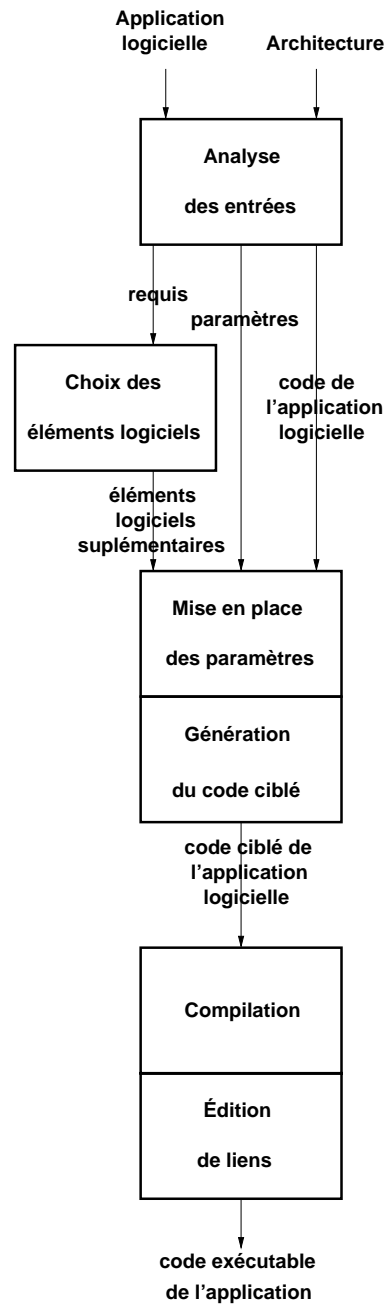 Application
logicielle
Architecture
Analyse
des entrées
requis
paramètres
Choix des
éléments logiciels
code de
l'application
logicielle
éléments
logiciels
suplémentaires
Mise en place
des paramètres
Génération
du code ciblé
code ciblé de
l'application
logicielle
Compilation
Édition
de liens
code exécutable
de l'application